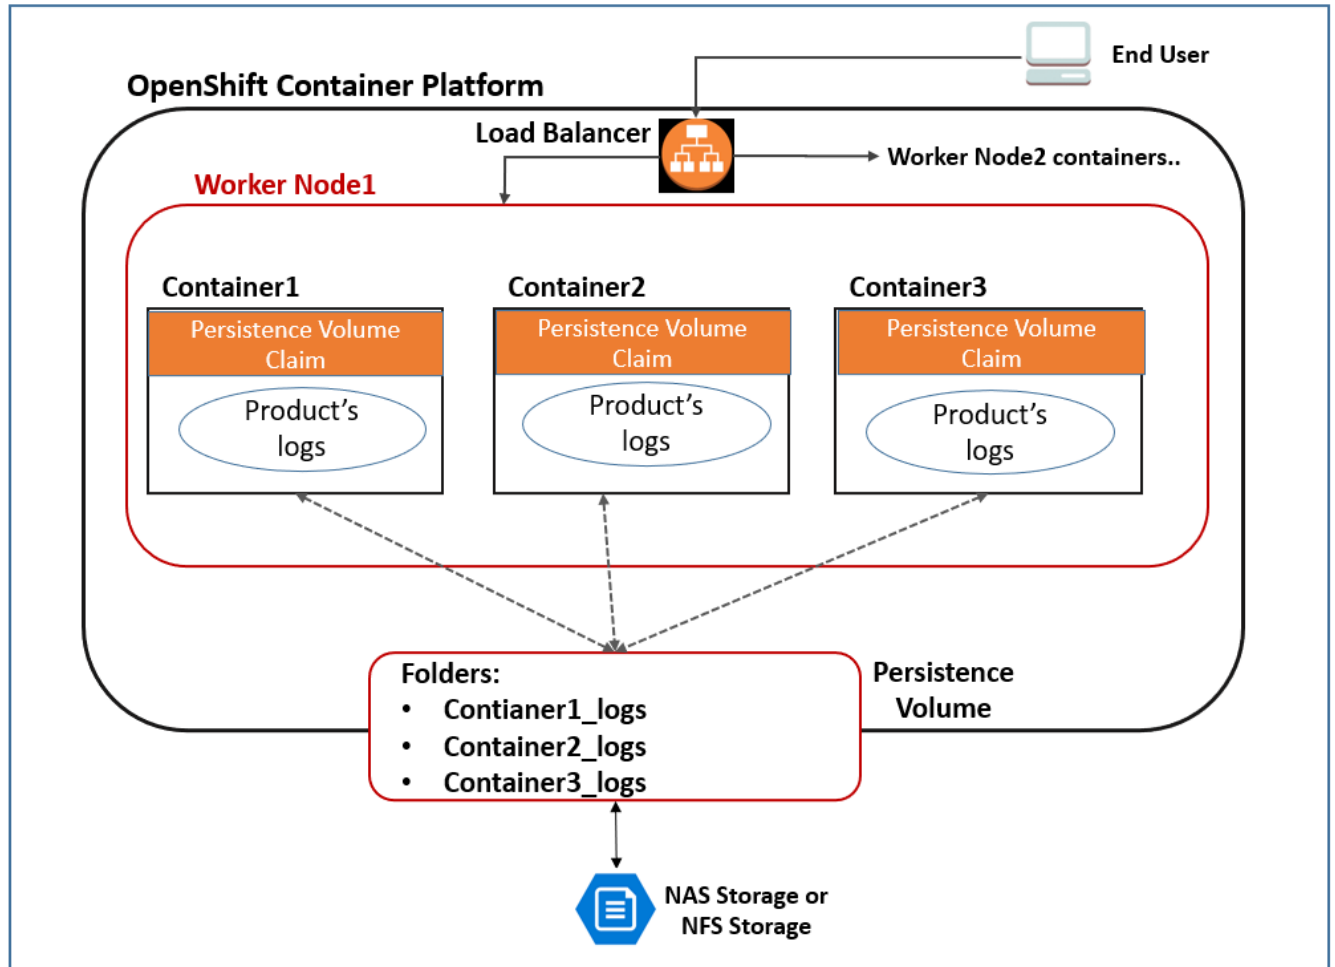 End User
OpenShift Container Platform
Load Balancer
Worker Node2 containers..
Worker Node1
Container1
Container2
Container3
Persistence Volume
Claim
Persistence Volume
Claim
Persistence Volume
Claim
Product's
logs
Product's
logs
Product's
logs
Folders:
• Contianer1_logs
• Container2_logs
• Container3_logs
Persistence
Volume
NAS Storage or
NFS Storage